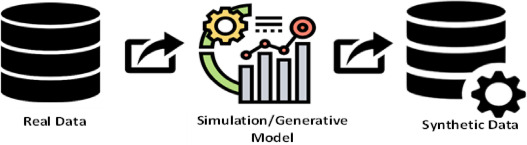 Real Data
Simulation/Generative
Model
Synthetic Data